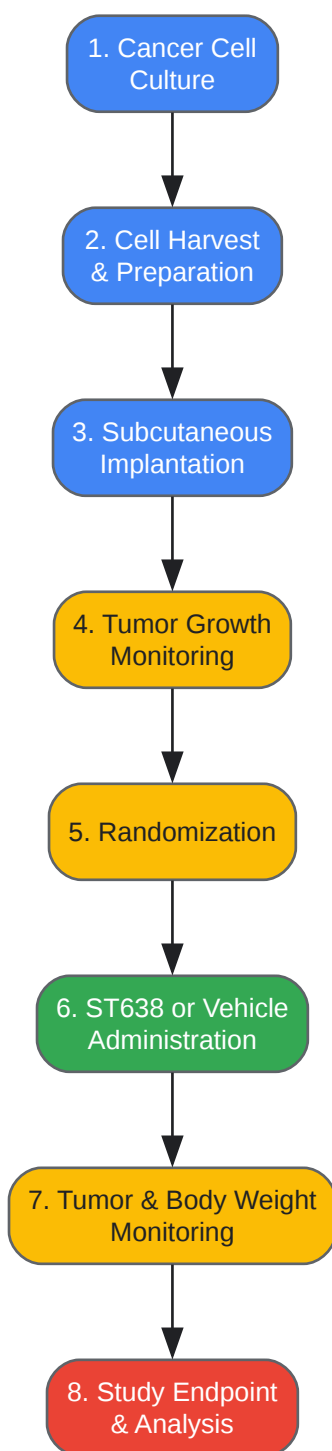 1. Cancer Cell
Culture
2. Cell Harvest
& Preparation
3. Subcutaneous
Implantation
4. Tumor Growth
Monitoring
5. Randomization
6. ST638 or Vehicle
Administration
7. Tumor & Body Weight
Monitoring
8. Study Endpoint
& Analysis